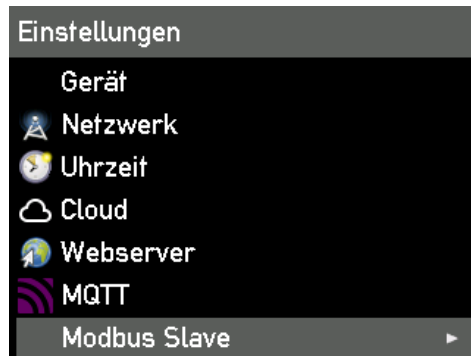 Einstellungen
Gerät
Netzwerk
Uhrzeit
Cloud
Webserver
MQTT
Modbus Slave